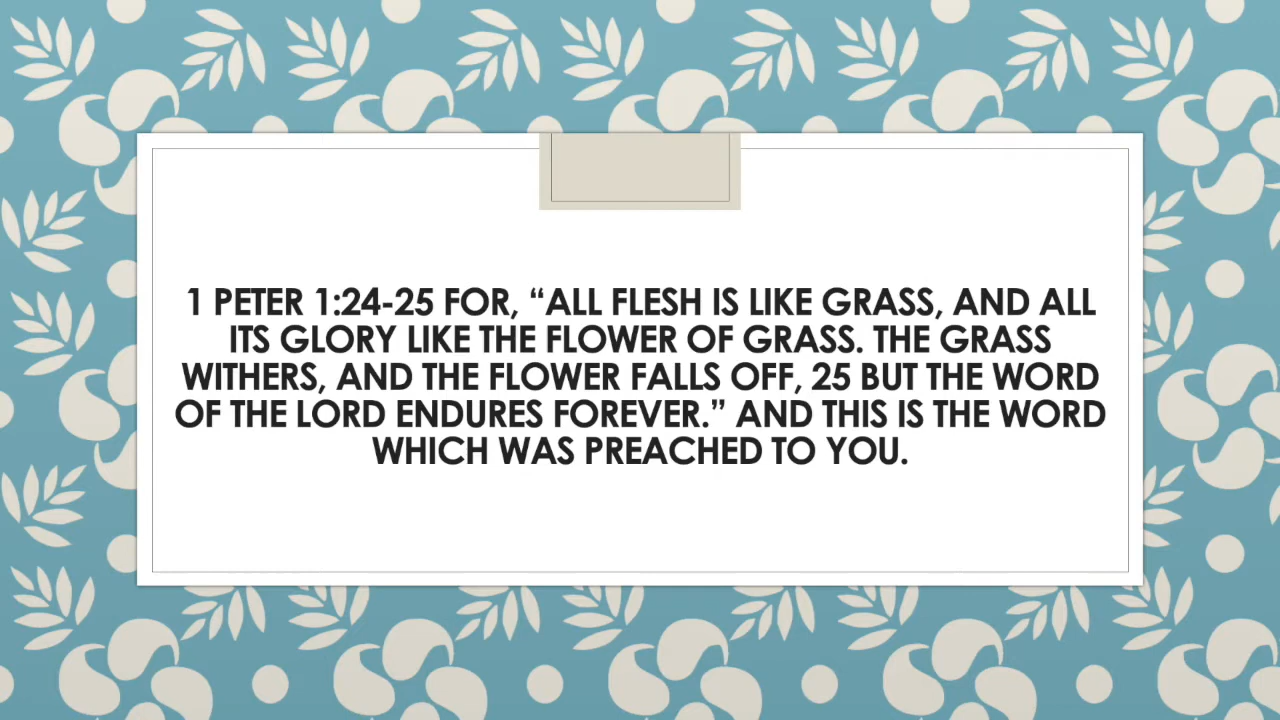 1 PETER 1:24-25 FOR, “ALL FLESH IS LIKE GRASS, AND ALL
ITS GLORY LIKE THE FLOWER OF GRASS. THE GRASS
WITHERS, AND THE FLOWER FALLS OFF, 25 BUT THE WORD
OF THE LORD ENDURES FOREVER.” AND THIS IS THE WORD
WHICH WAS PREACHED TO YOU.